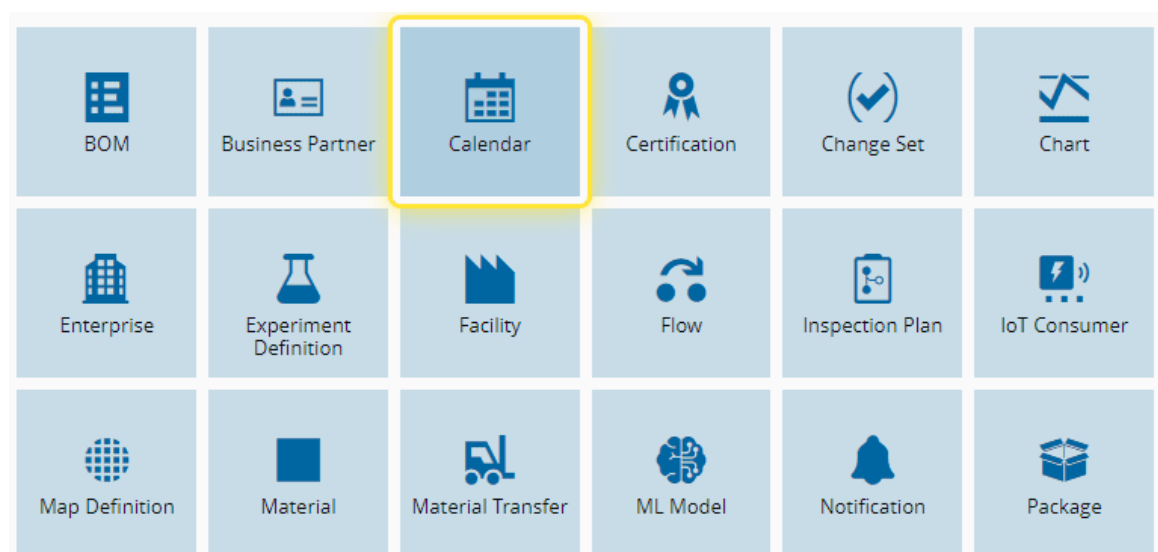 BOM
Business Partner
Calendar
Certification
Change Set
Chart
Enterprise
Experiment
Definition
Facility
Flow
Inspection Plan
IoT Consumer
Map Definition
Material
Material Transfer
ML Model
Notification
Package